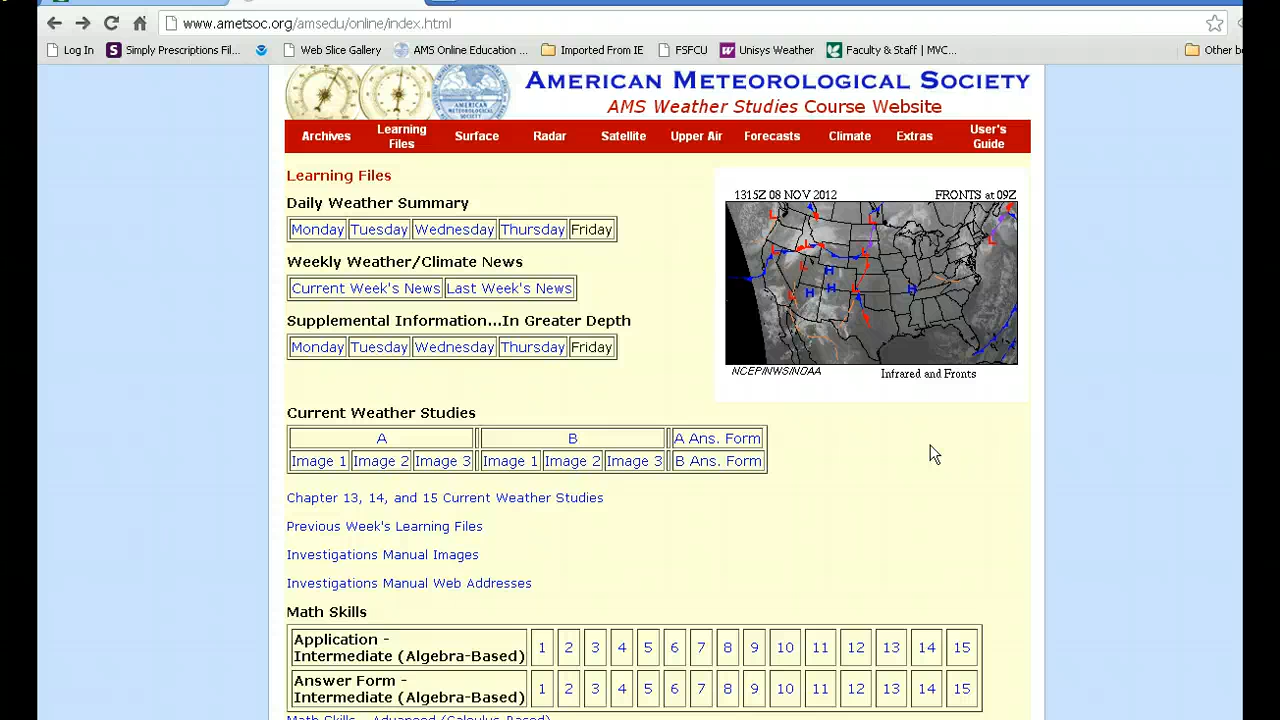 www.ametsoc.org/amsedu/online/index.html
Log In
Simply Prescriptions Fil...
Web Slice Gallery
AMS Online Education ...
Imported From IE
FSFCU
Unisys Weather
Faculty & Staff | MVC...
Other b
AMERICAN METEOROLOGICAL SOCIETY
AMS Weather Studies Course Website
Archives
Learning Files
Surface
Radar
Satellite
Upper Air
Forecasts
Climate
Extras
User's Guide
Learning Files
Daily Weather Summary
Monday Tuesday Wednesday Thursday Friday
Weekly Weather/Climate News
Current Week's News Last Week's News
Supplemental Information...In Greater Depth
Monday Tuesday Wednesday Thursday Friday
1315Z 08 NOV 2012 FRONTS at 09Z
NCEP/NWS/NOAA Infrared and Fronts
Current Weather Studies
A B A Ans. Form
Image 1 Image 2 Image 3 Image 1 Image 2 Image 3 B Ans. Form
Chapter 13, 14, and 15 Current Weather Studies
Previous Week's Learning Files
Investigations Manual Images
Investigations Manual Web Addresses
Math Skills
Application -
Intermediate (Algebra-Based) 1 2 3 4 5 6 7 8 9 10 11 12 13 14 15
Answer Form -
Intermediate (Algebra-Based) 1 2 3 4 5 6 7 8 9 10 11 12 13 14 15
Math Skills - Advanced (Calculus-Based)